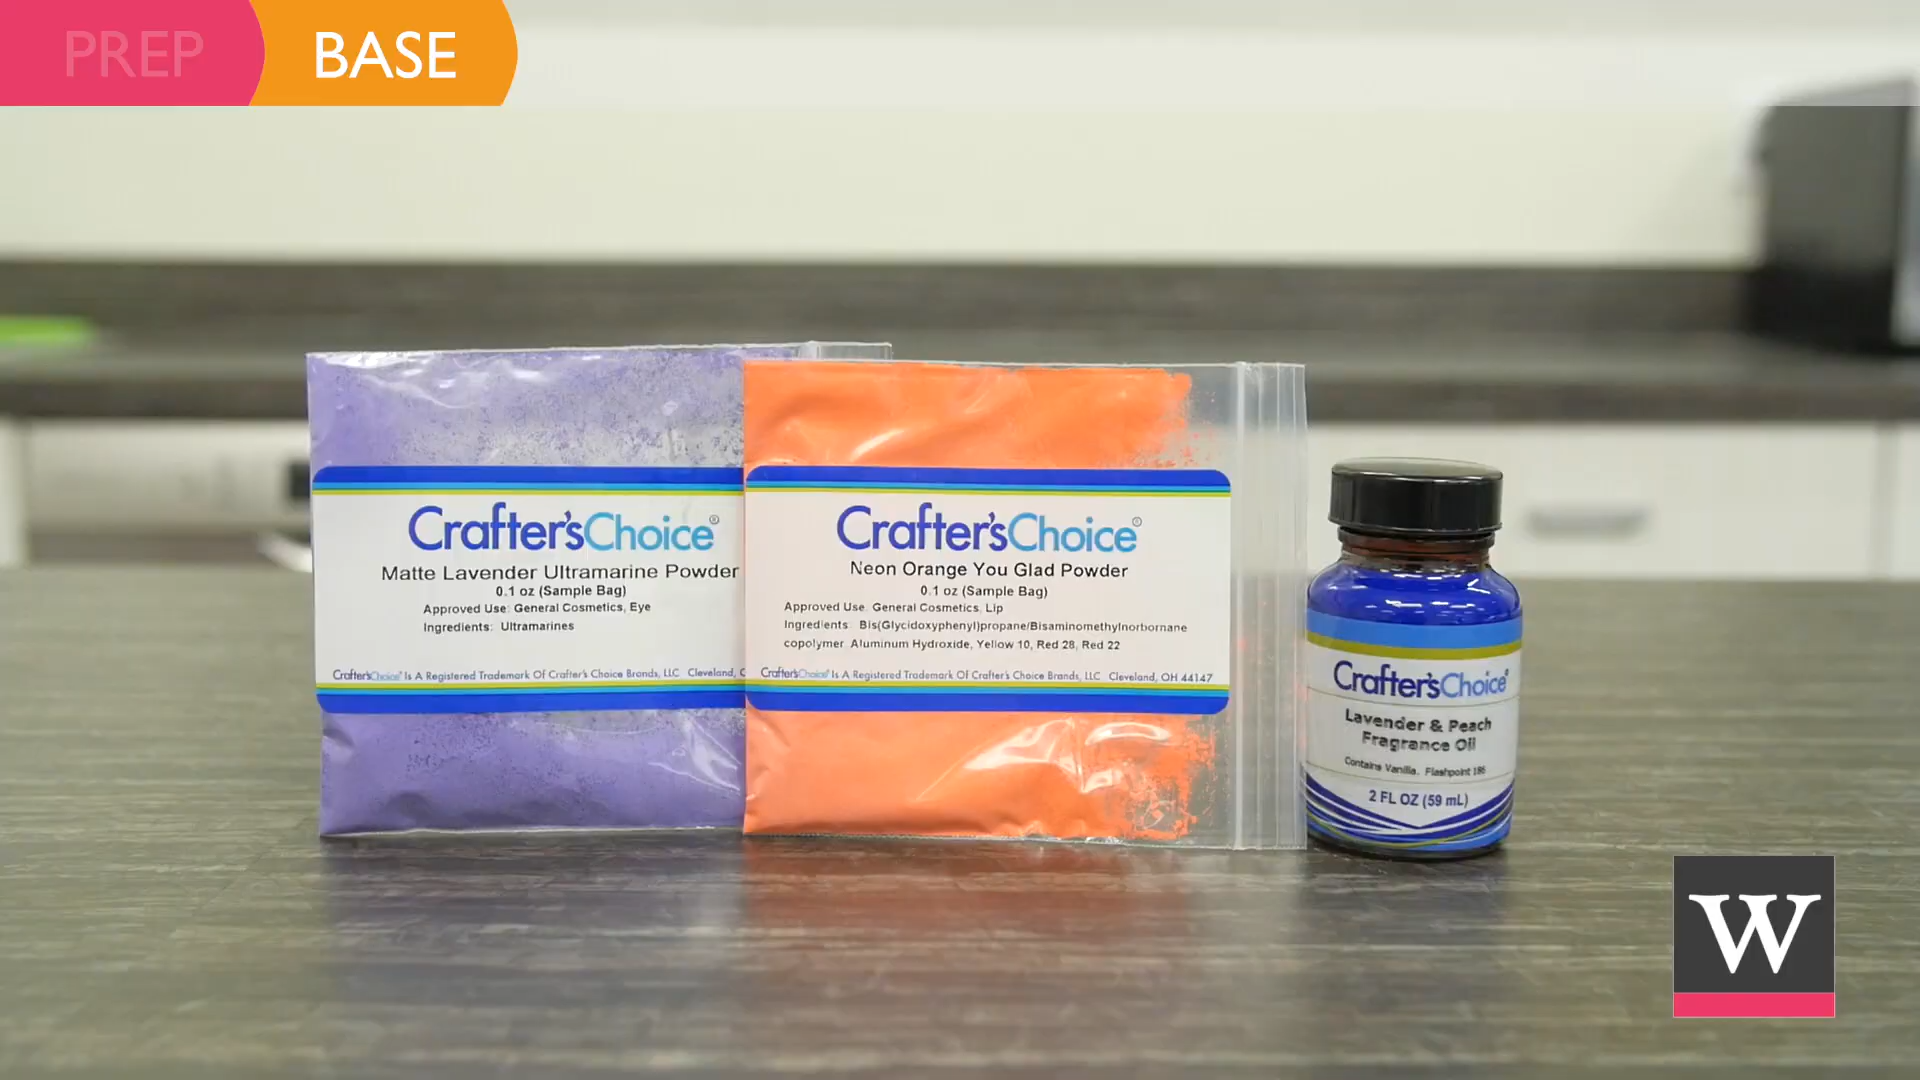 PREP
BASE
Crafter'sChoice®
Matte Lavender Ultramarine Powder
0.1 oz (Sample Bag)
Approved Use: General Cosmetics, Eye
Ingredients: Ultramarines
Crafter'sChoice® Is A Registered Trademark Of Crafter's Choice Brands, LLC Cleveland,
Crafter'sChoice®
Neon Orange You Glad Powder
0.1 oz (Sample Bag)
Approved Use: General Cosmetics, Lip
Ingredients: Bis(Glycidoxyphenyl)propane/Bisaminomethylnorbornane
copolymer Aluminum Hydroxide, Yellow 10, Red 28, Red 22
Crafter'sChoice® Is A Registered Trademark Of Crafter's Choice Brands, LLC Cleveland, OH 44147
Crafter'sChoice®
Lavender & Peach
Fragrance Oil
Contains Vanilla. Flashpoint 186
2 FL OZ (59 mL)
W